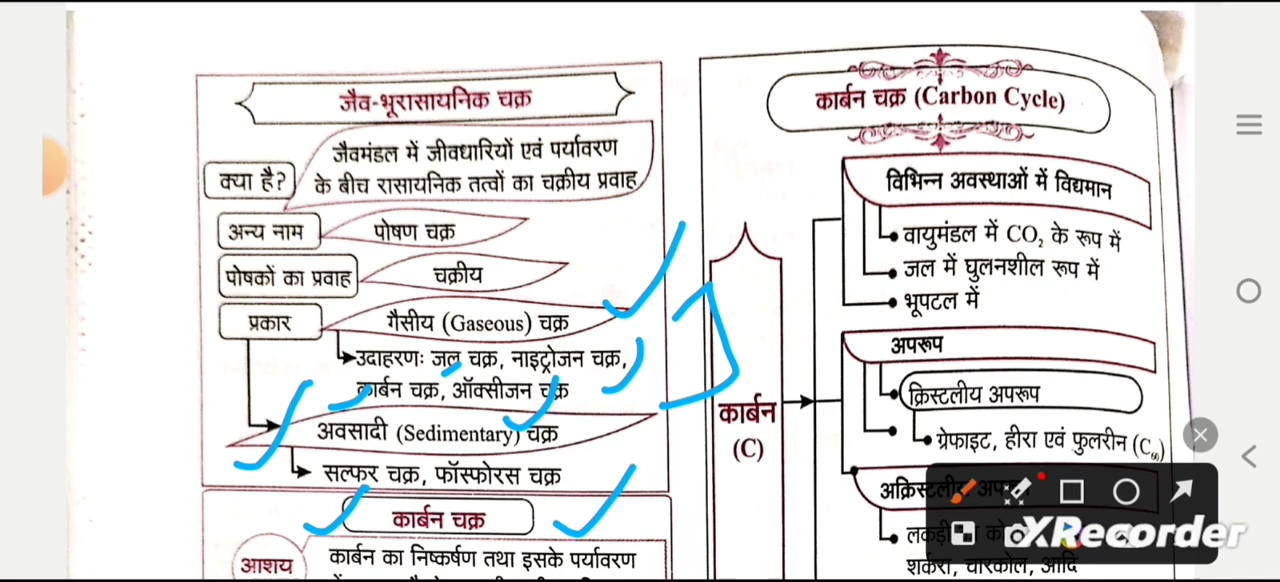 जैव-भूरासायनिक चक्र
क्या है?
जैवमंडल में जीवधारियों एवं पर्यावरण
के बीच रासायनिक तत्वों का चक्रीय प्रवाह
अन्य नाम
पोषण चक्र
पोषकों का प्रवाह
चक्रीय
प्रकार
गैसीय (Gaseous) चक्र
उदाहरणः जल चक्र, नाइट्रोजन चक्र,
कार्बन चक्र, ऑक्सीजन चक्र
अवसादी (Sedimentary) चक्र
सल्फर चक्र, फॉस्फोरस चक्र
कार्बन चक्र
आशय
कार्बन का निष्कर्षण तथा इसके पर्यावरण
कार्बन चक्र (Carbon Cycle)
कार्बन
(C)
विभिन्न अवस्थाओं में विद्यमान
वायुमंडल में CO₂ के रूप में
जल में घुलनशील रूप में
भूपटल में
अपरूप
क्रिस्टलीय अपरूप
ग्रेफाइट, हीरा एवं फुलरीन (C₆₀)
अक्रिस्टलीय
शर्करा, चारकोल, आदि
XRecorder